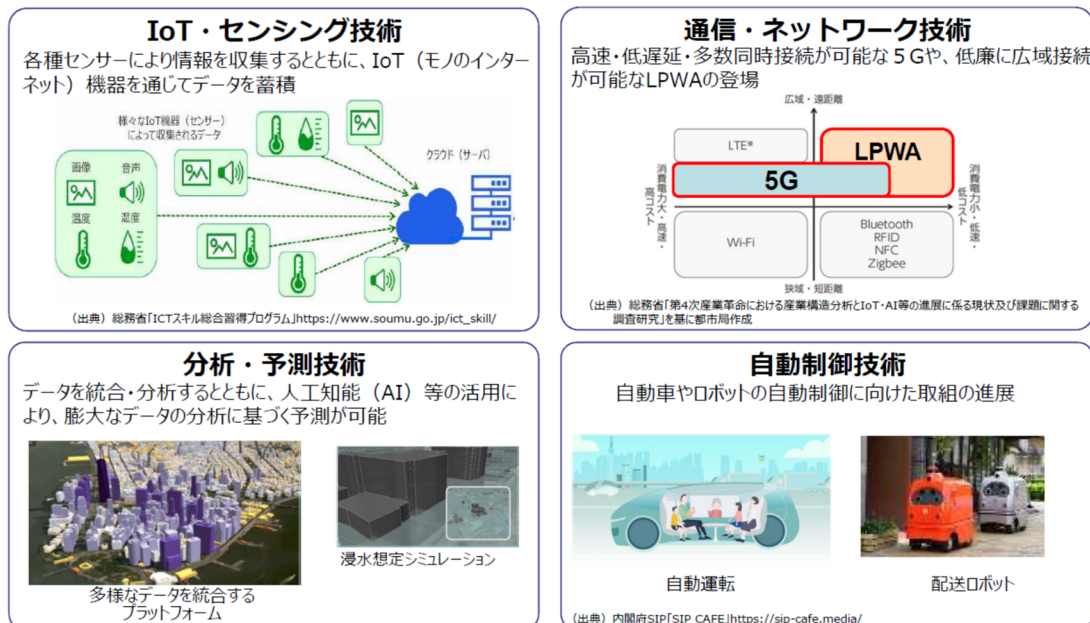 IoT・センシング技術
各種センサーにより情報を収集するとともに、IoT（モノのインター
ネット）機器を通じてデータを蓄積
様々なIoT機器（センサー）
によって収集されるデータ
画像
音声
温度
湿度
クラウド（サーバ）
（出典）総務省「ICTスキル総合習得プログラム」https://www.soumu.go.jp/ict_skill/
通信・ネットワーク技術
高速・低遅延・多数同時接続が可能な５Gや、低廉に広域接続
が可能なLPWAの登場
広域・遠距離
LTE※
LPWA
5G
消費電力大・高速・
高コスト
消費電力小・低速・
低コスト
Wi-Fi
Bluetooth
RFID
NFC
Zigbee
狭域・短距離
（出典）総務省「第4次産業革命における産業構造分析とIoT・AI等の進展に係る現状及び課題に関する
調査研究」を基に都市局作成
分析・予測技術
データを統合・分析するとともに、人工知能（AI）等の活用によ
り、膨大なデータの分析に基づく予測が可能
多様なデータを統合する
プラットフォーム
浸水想定シミュレーション
自動制御技術
自動車やロボットの自動制御に向けた取組の進展
自動運転
配送ロボット
（出典）内閣府SIP「SIP CAFE」https://sip-cafe.media/